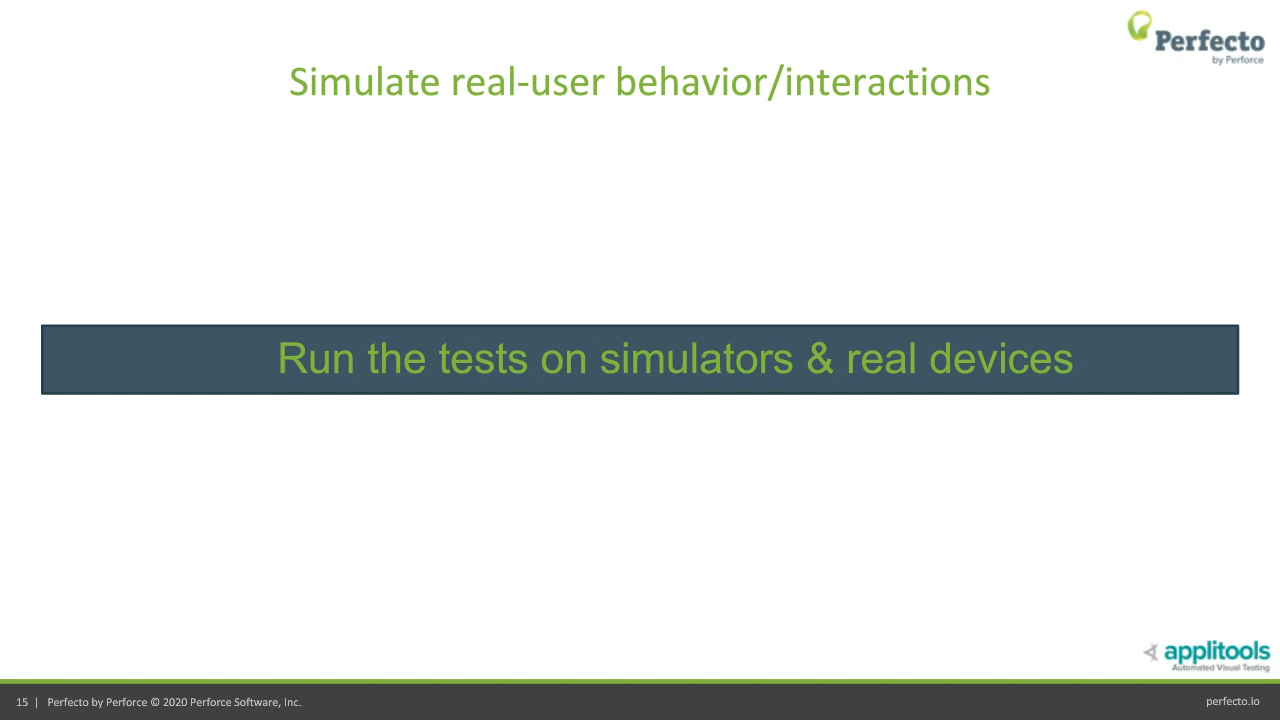 Perfecto
by Perforce
Simulate real-user behavior/interactions
Run the tests on simulators & real devices
applitools
Automated Visual Testing
15 | Perfecto by Perforce © 2020 Perforce Software, Inc.
perfecto.io